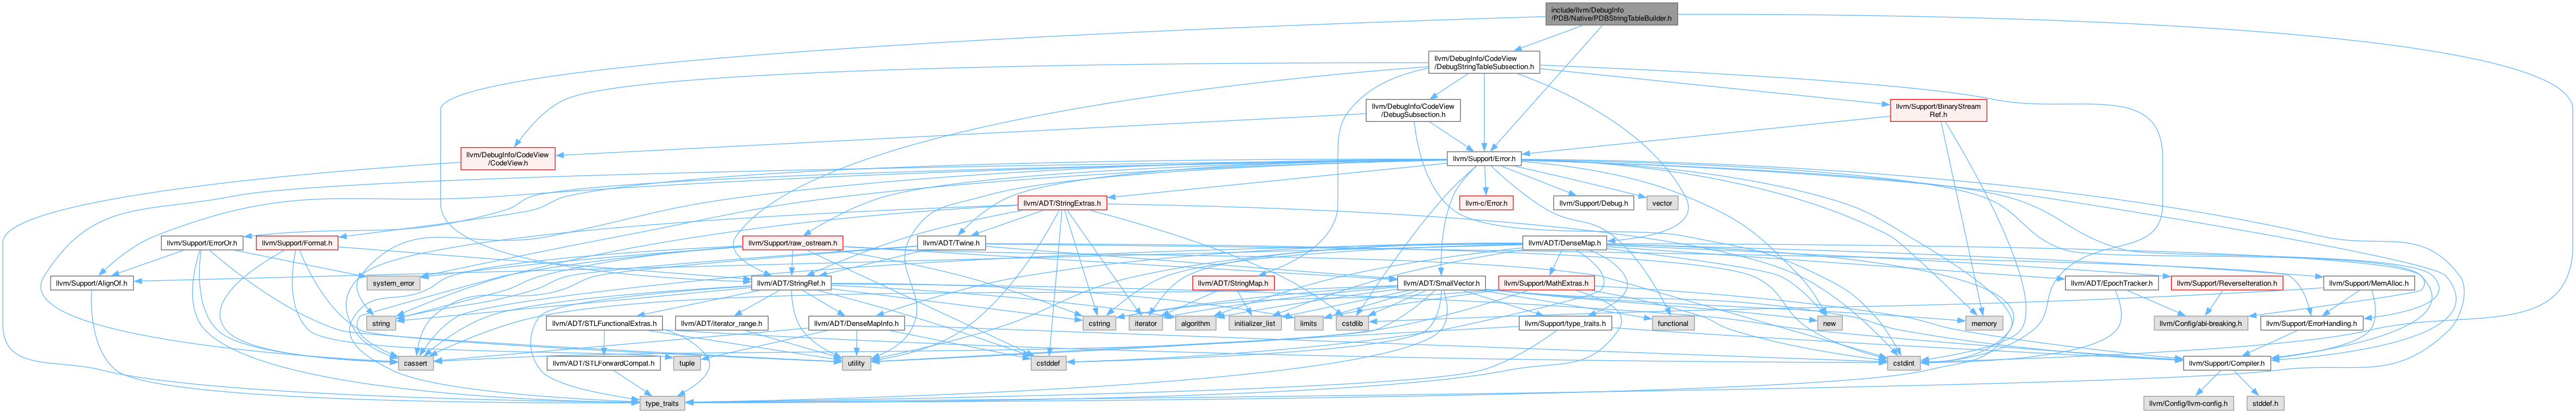 include/llvm/DebugInfo
/PDB/Native/PDBStringTableBuilder.h
llvm/DebugInfo/CodeView
/DebugStringTableSubsection.h
llvm/DebugInfo/CodeView
/DebugSubsection.h
llvm/Support/BinaryStream
Ref.h
llvm/DebugInfo/CodeView
/CodeView.h
llvm/Support/Error.h
llvm/ADT/StringExtras.h
llvm-c/Error.h
llvm/Support/Debug.h
vector
llvm/Support/ErrorOr.h
llvm/Support/Format.h
llvm/Support/raw_ostream.h
llvm/ADT/Twine.h
llvm/ADT/DenseMap.h
llvm/Support/AlignOf.h
system_error
llvm/ADT/StringRef.h
llvm/ADT/StringMap.h
llvm/ADT/SmallVector.h
llvm/Support/MathExtras.h
llvm/ADT/EpochTracker.h
llvm/Support/ReverseIteration.h
llvm/Support/MemAlloc.h
string
llvm/ADT/STLFunctionalExtras.h
llvm/ADT/iterator_range.h
llvm/ADT/DenseMapInfo.h
cstring
iterator
algorithm
initializer_list
limits
cstdlib
llvm/Support/type_traits.h
functional
new
memory
llvm/Config/abi-breaking.h
llvm/Support/ErrorHandling.h
cassert
llvm/ADT/STLForwardCompat.h
tuple
utility
cstddef
cstdint
llvm/Support/Compiler.h
type_traits
llvm/Config/llvm-config.h
stddef.h